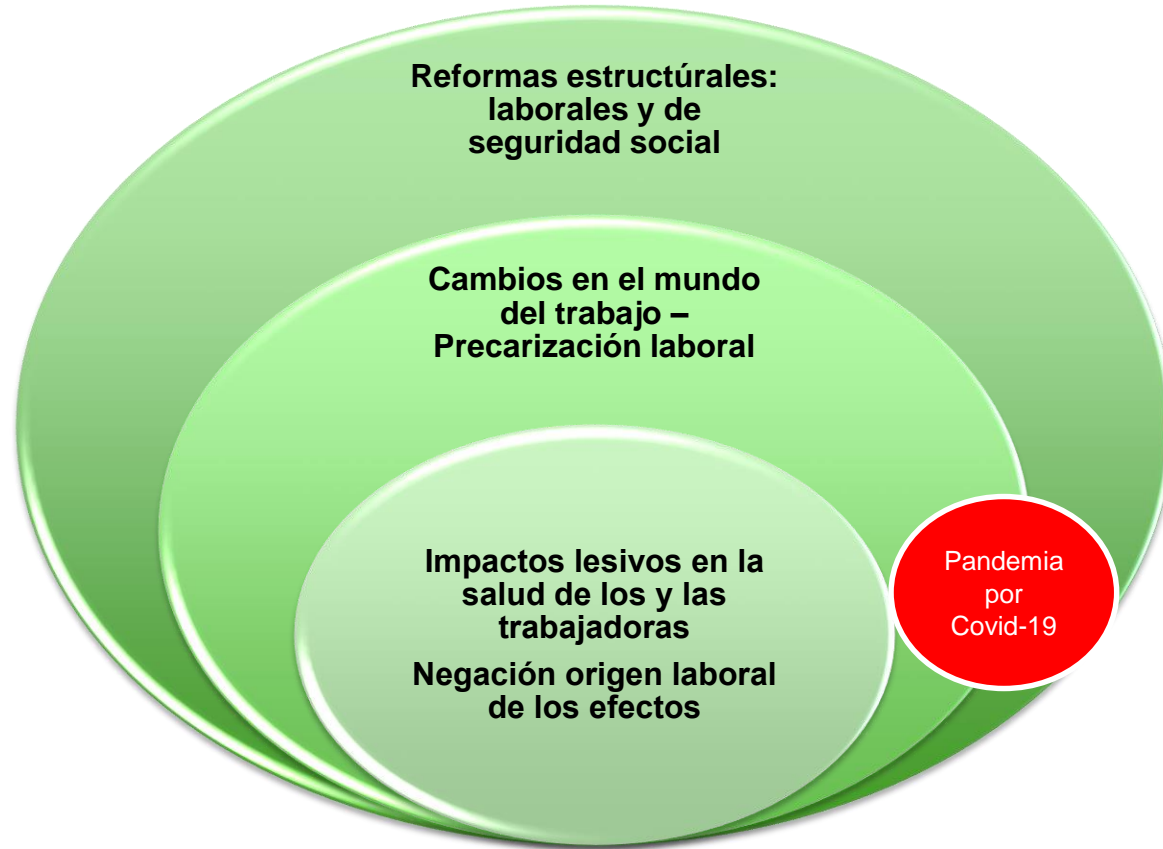 Reformas estructúrales:
laborales y de
seguridad social
Cambios en el mundo
del trabajo –
Precarización laboral
Impactos lesivos en la
salud de los y las
trabajadoras
Negación origen laboral
de los efectos
Pandemia
por
Covid-19